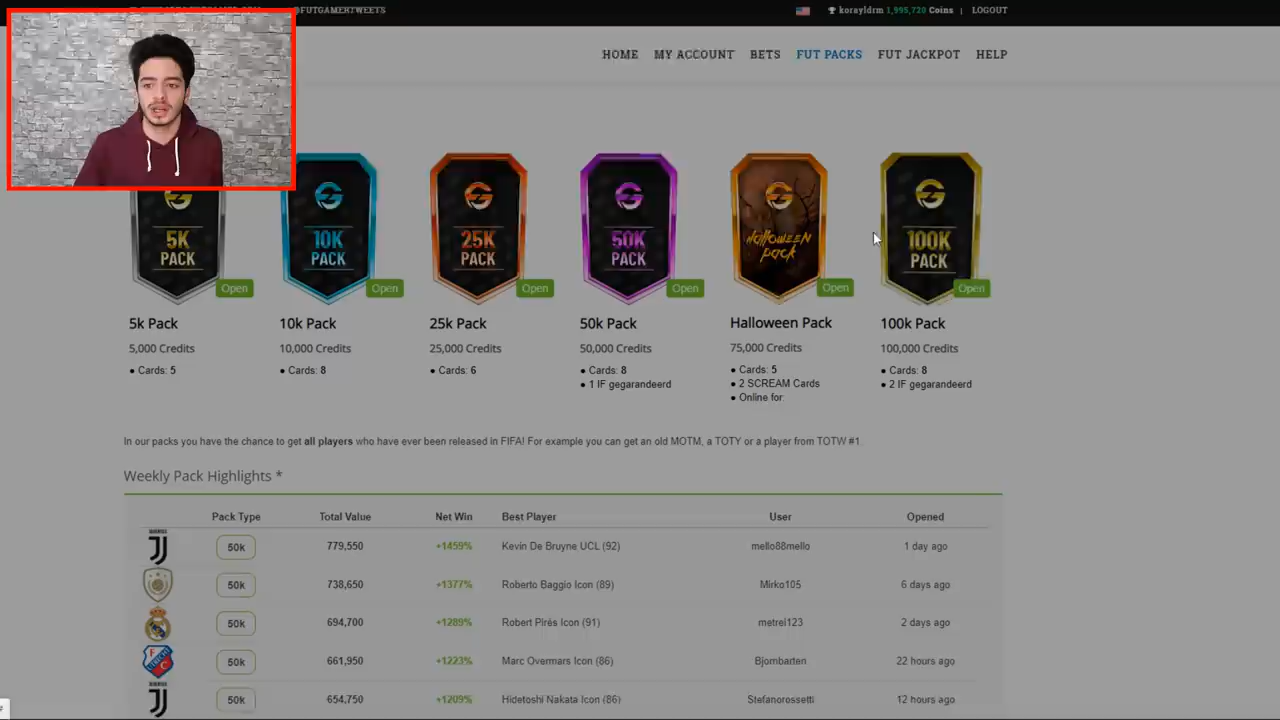 @FUTGAMERTWEETS
korayldrm 1,995,720 Coins | LOGOUT
HOME MY ACCOUNT BETS FUT PACKS FUT JACKPOT HELP
5K PACK
10K PACK
25K PACK
50K PACK
Halloween pack
100K PACK
Open Open Open Open Open Open
5k Pack 10k Pack 25k Pack 50k Pack Halloween Pack 100k Pack
5,000 Credits 10,000 Credits 25,000 Credits 50,000 Credits 75,000 Credits 100,000 Credits
● Cards: 5 ● Cards: 8 ● Cards: 6 ● Cards: 8 ● Cards: 5 ● Cards: 8
● 1 IF gegarandeerd ● 2 SCREAM Cards ● 2 IF gegarandeerd
● Online for:
In our packs you have the chance to get all players who have ever been released in FIFA! For example you can get an old MOTM, a TOTY or a player from TOTW #1.
Weekly Pack Highlights *
Pack Type Total Value Net Win Best Player User Opened
50k 779,550 +1459% Kevin De Bruyne UCL (92) mello88mello 1 day ago
50k 738,650 +1377% Roberto Baggio Icon (89) Mirko105 6 days ago
50k 694,700 +1289% Robert Pirès Icon (91) metrel123 2 days ago
50k 661,950 +1223% Marc Overmars Icon (86) Bjornbarten 22 hours ago
50k 654,750 +1209% Hidetoshi Nakata Icon (86) Stefanorossetti 12 hours ago